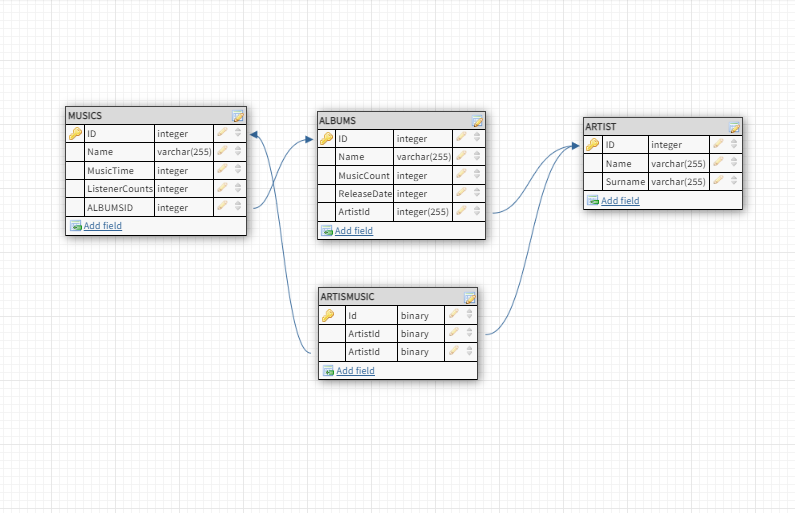 MUSICS
ID integer
Name varchar(255)
MusicTime integer
ListenerCounts integer
ALBUMSID integer
Add field
ALBUMS
ID integer
Name varchar(255)
MusicCount integer
ReleaseDate integer
ArtistId integer(255)
Add field
ARTIST
ID integer
Name varchar(255)
Surname varchar(255)
Add field
ARTISMUSIC
Id binary
ArtistId binary
ArtistId binary
Add field